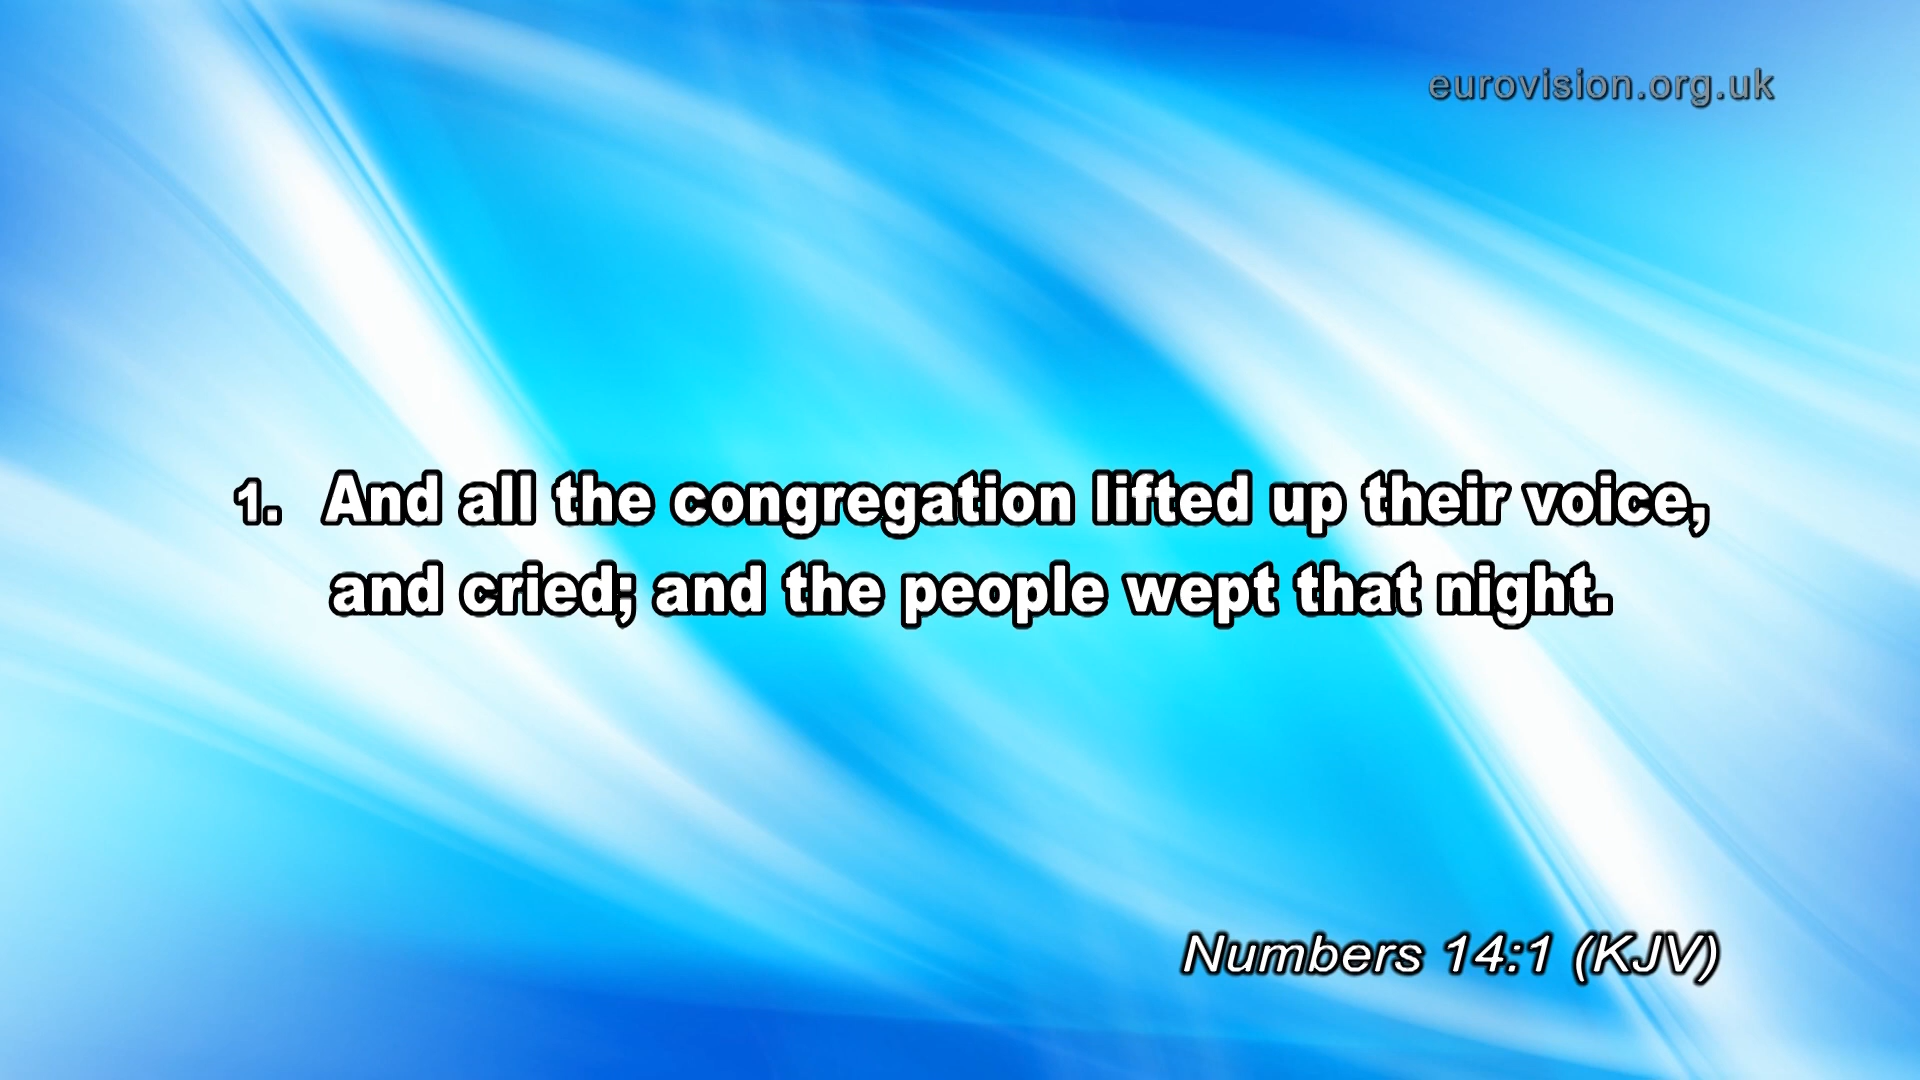 eurovision.org.uk
1. And all the congregation lifted up their voice,
and cried; and the people wept that night.
Numbers 14:1 (KJV)